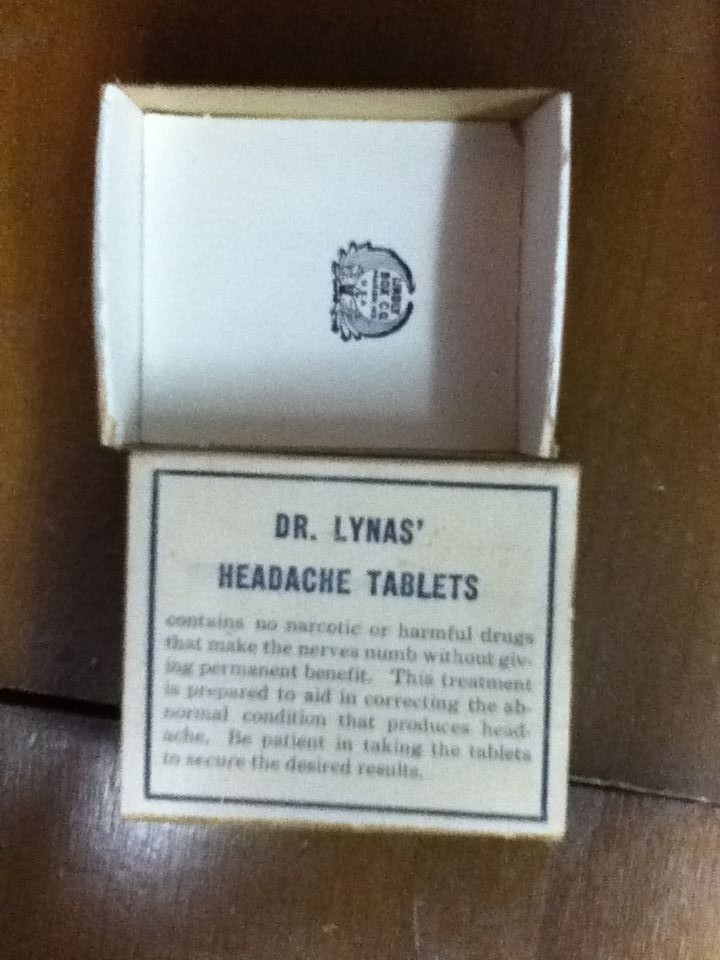 BOX CO.
U.S.A.
DR. LYNAS'
HEADACHE TABLETS
contains no narcotic or harmful drugs
that make the nerves numb without giv-
ing permanent benefit. This treatment
is prepared to aid in correcting the ab-
normal condition that produces head-
ache. Be patient in taking the tablets
to secure the desired results.